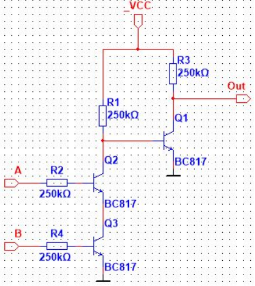 _VCC
R3
250kΩ
Out
R1
250kΩ
Q1
BC817
Q2
A
R2
250kΩ
BC817
Q3
B
R4
250kΩ
BC817